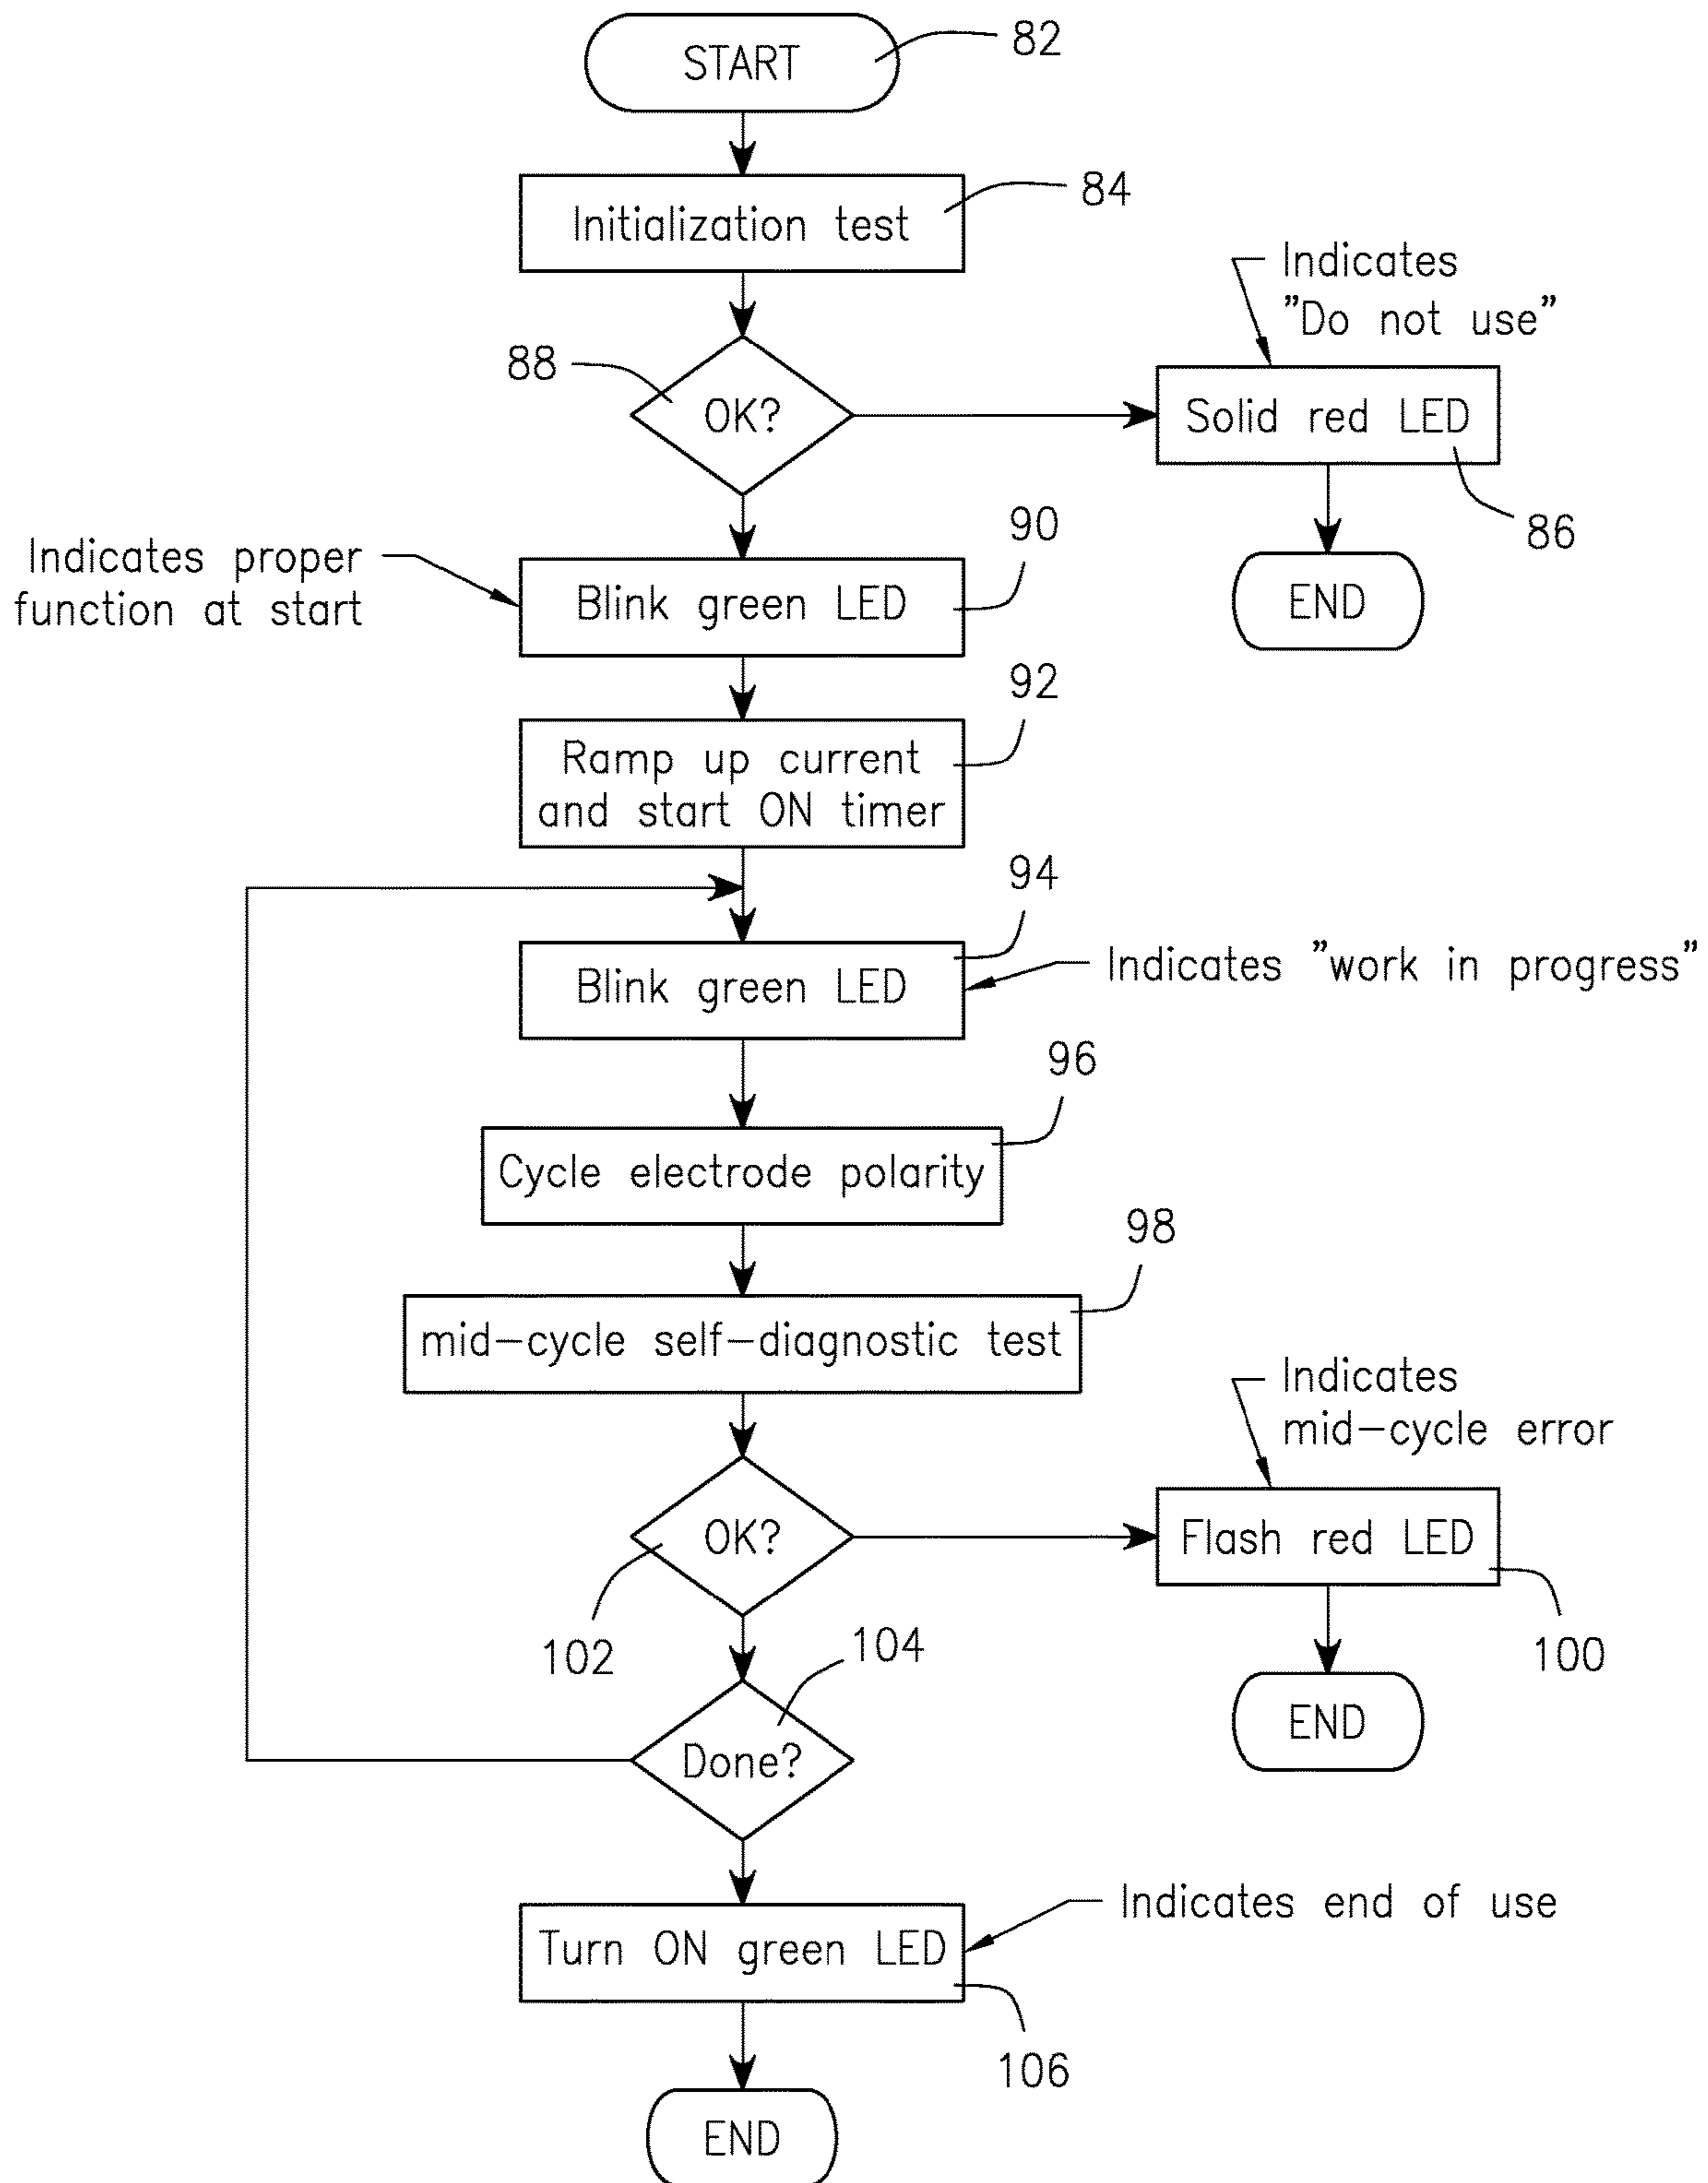 START
82
Initialization test
84
Indicates
"Do not use"
88
OK?
Solid red LED
86
END
Indicates proper
function at start
90
Blink green LED
92
Ramp up current
and start ON timer
94
Blink green LED
Indicates "work in progress"
96
Cycle electrode polarity
98
mid-cycle self-diagnostic test
Indicates
mid-cycle error
OK?
Flash red LED
102
104
100
END
Done?
Indicates end of use
Turn ON green LED
106
END